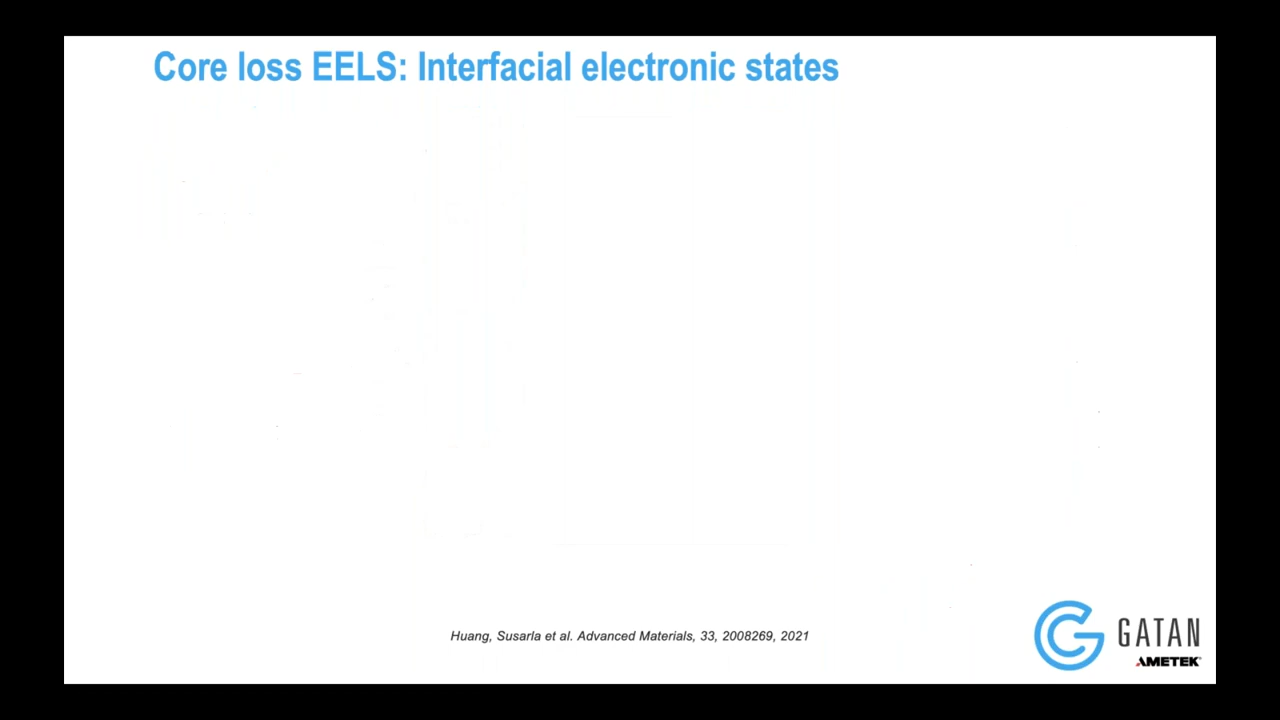 Core loss EELS: Interfacial electronic states
Huang, Susarla et al. Advanced Materials, 33, 2008269, 2021
GATAN
AMETEK